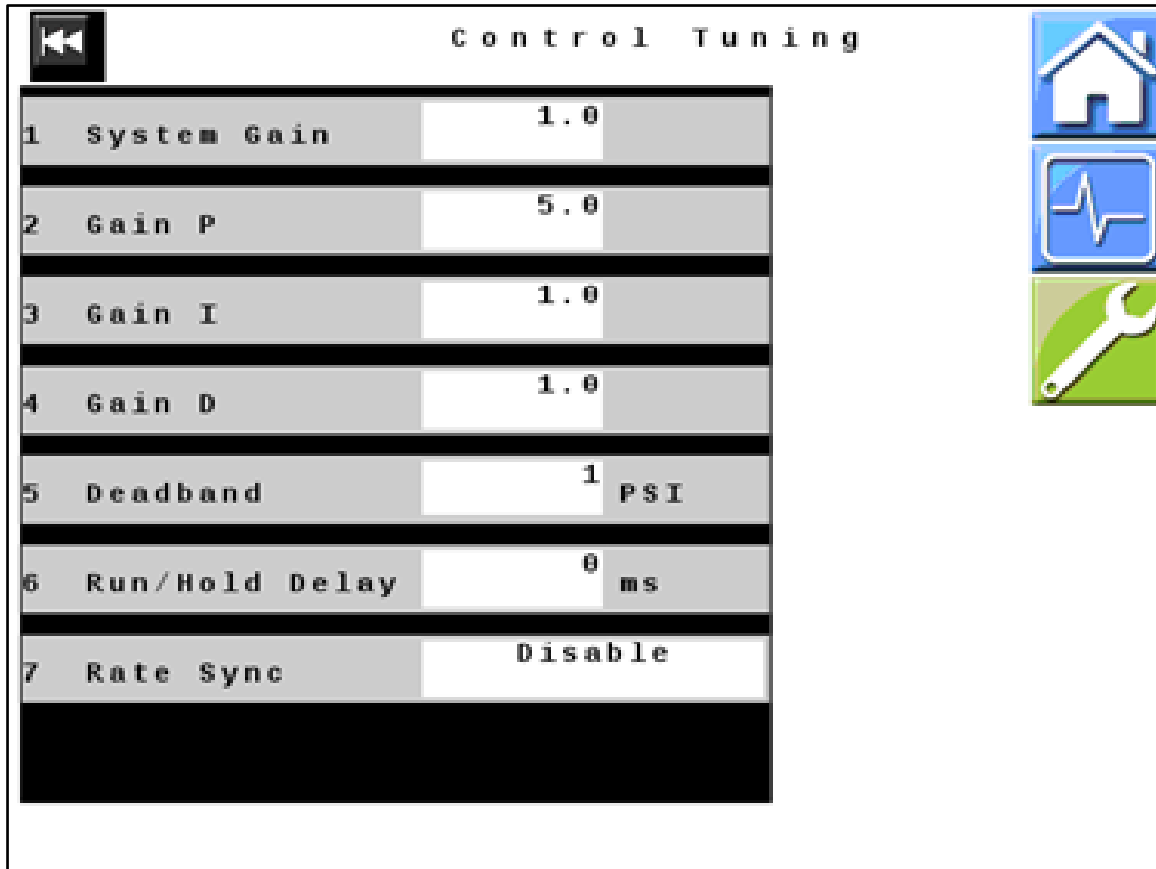 Control Tuning
1 System Gain 1.0
2 Gain P 5.0
3 Gain I 1.0
4 Gain D 1.0
5 Deadband 1 PSI
6 Run/Hold Delay 0 ms
7 Rate Sync Disable